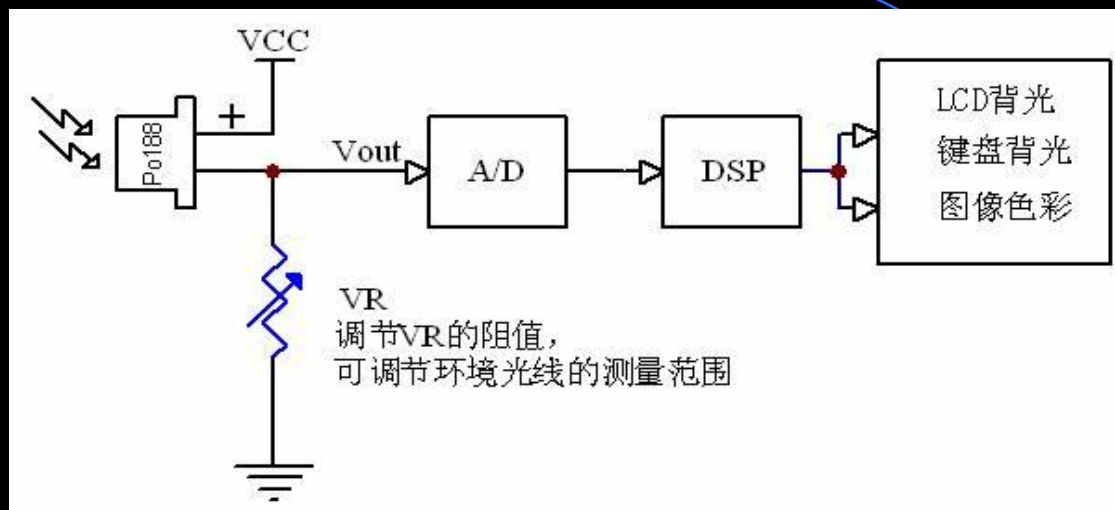 VCC
+
Po188
Vout
A/D
DSP
LCD背光
键盘背光
图像色彩
VR
调节VR的阻值，
可调节环境光线的测量范围